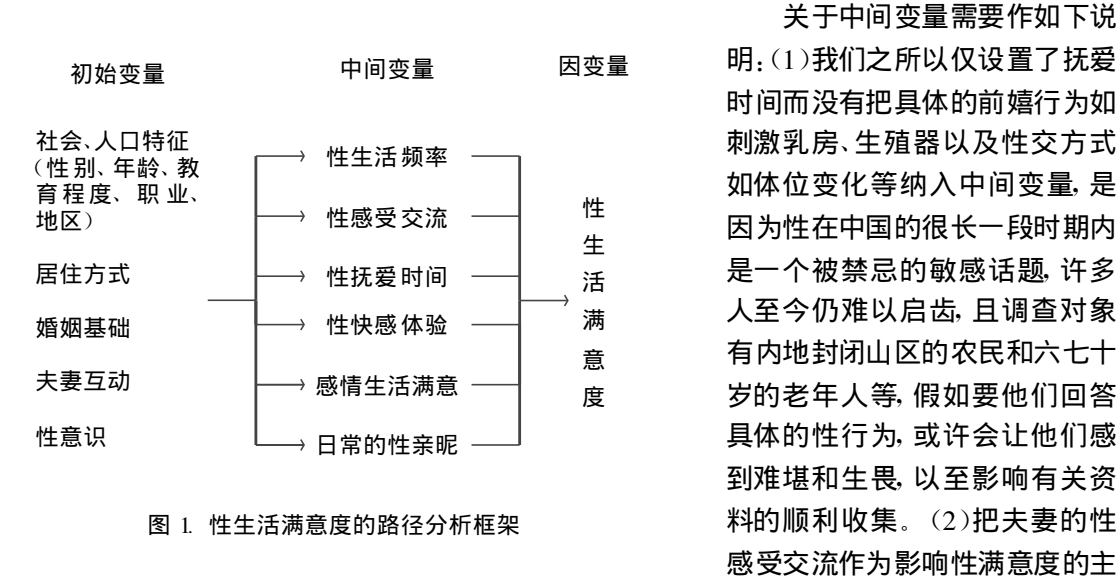 初始变量
中间变量
因变量
社会、人口特征
（性别、年龄、教
育程度、职业、
地区）
居住方式
婚姻基础
夫妻互动
性意识
性生活频率
性感受交流
性抚爱时间
性快感体验
感情生活满意
日常的性亲昵
性
生
活
满
意
度
图 1. 性生活满意度的路径分析框架
关于中间变量需要作如下说
明：（1）我们之所以仅设置了抚爱
时间而没有把具体的前嬉行为如
刺激乳房、生殖器以及性交方式
如体位变化等纳入中间变量，是
因为性在中国的很长一段时期内
是一个被禁忌的敏感话题，许多
人至今仍难以启齿，且调查对象
有内地封闭山区的农民和六七十
岁的老年人等，假如要他们回答
具体的性行为，或许会让他们感
到难堪和生畏，以至影响有关资
料的顺利收集。（2）把夫妻的性
感受交流作为影响性满意度的主